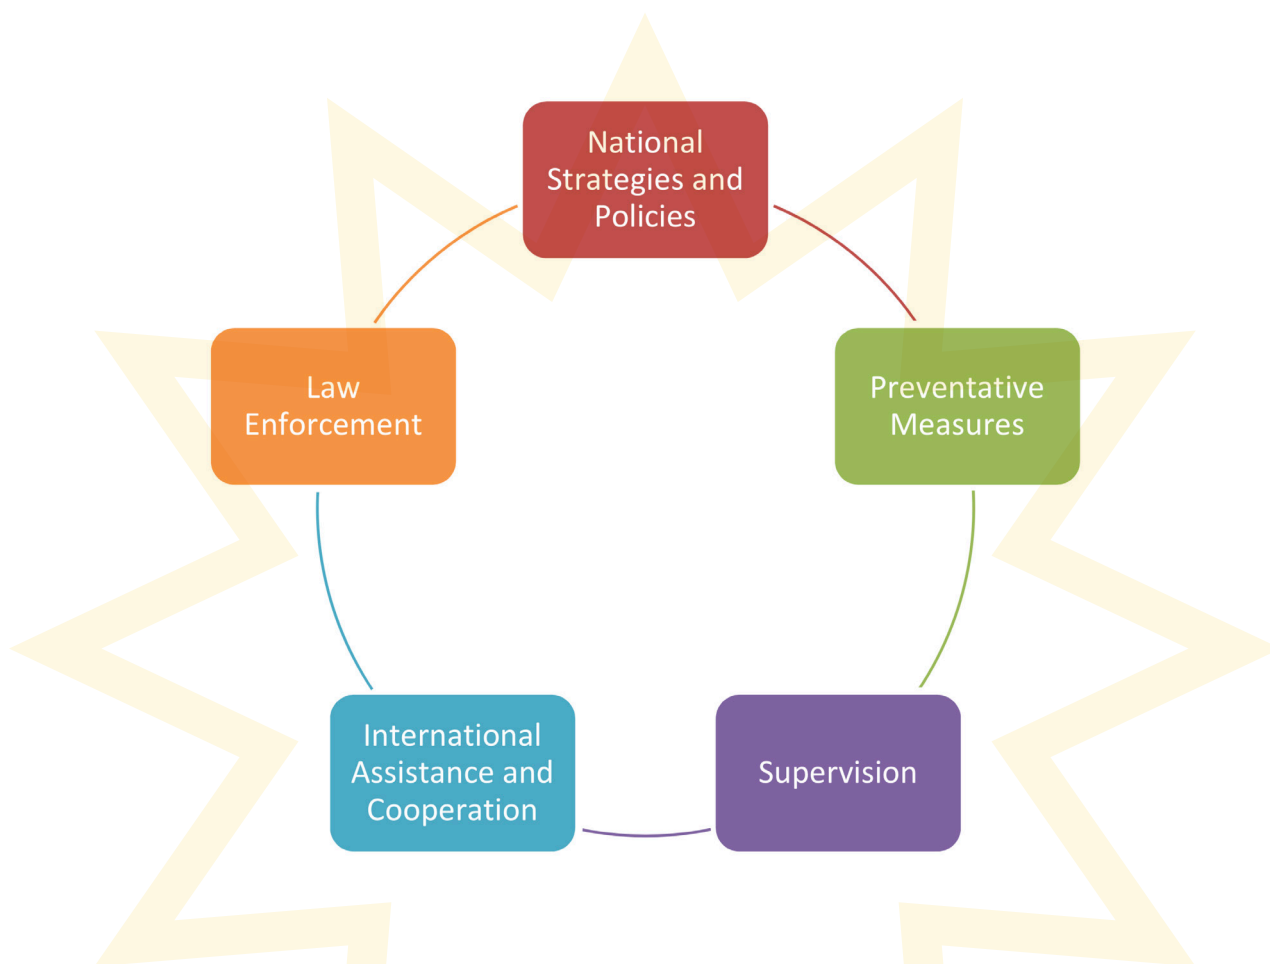 National
Strategies and
Policies
Preventative
Measures
Supervision
International
Assistance and
Cooperation
Law
Enforcement